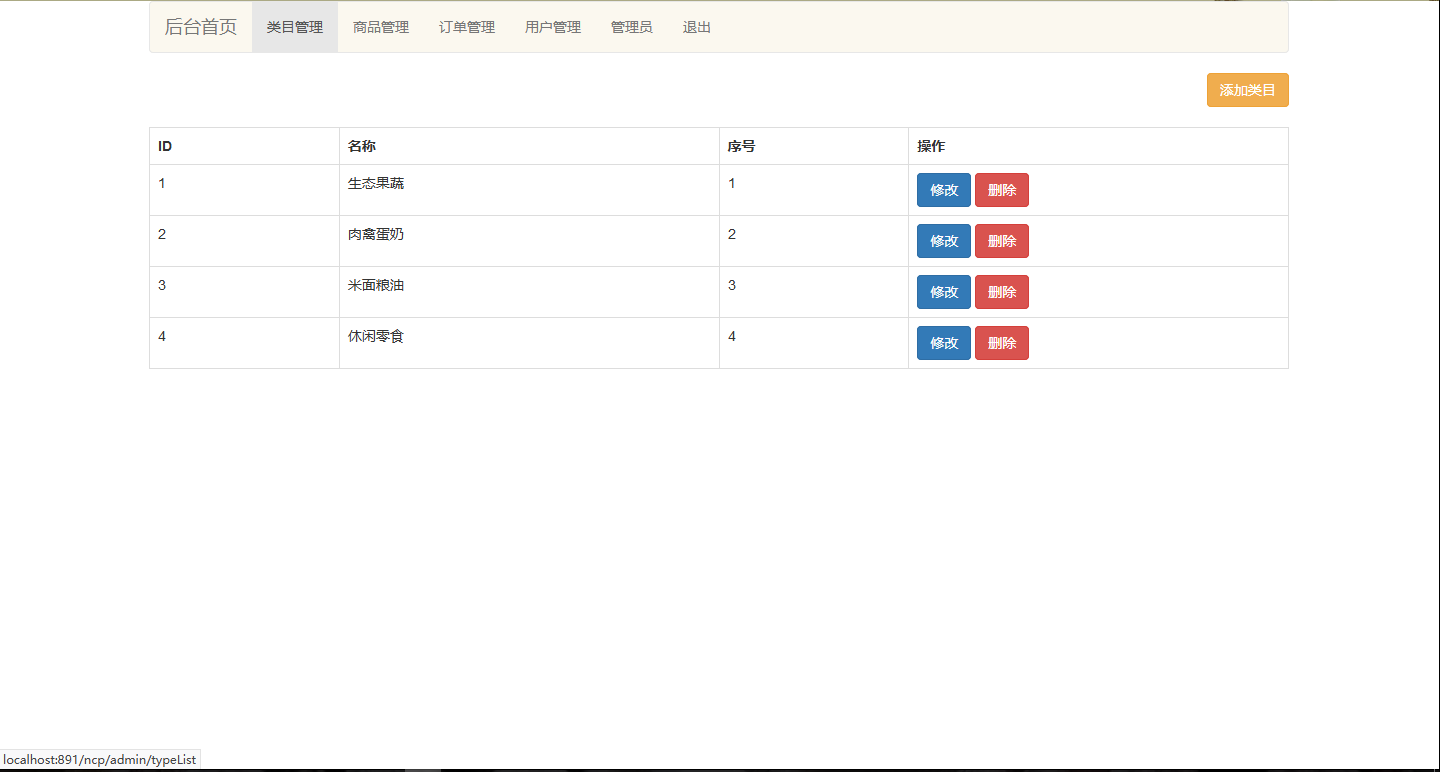 后台首页 类目管理 商品管理 订单管理 用户管理 管理员 退出
添加类目
ID 名称 序号 操作
1 生态果蔬 1 修改 删除
2 肉禽蛋奶 2 修改 删除
3 米面粮油 3 修改 删除
4 休闲零食 4 修改 删除
localhost:891/ncp/admin/typeList